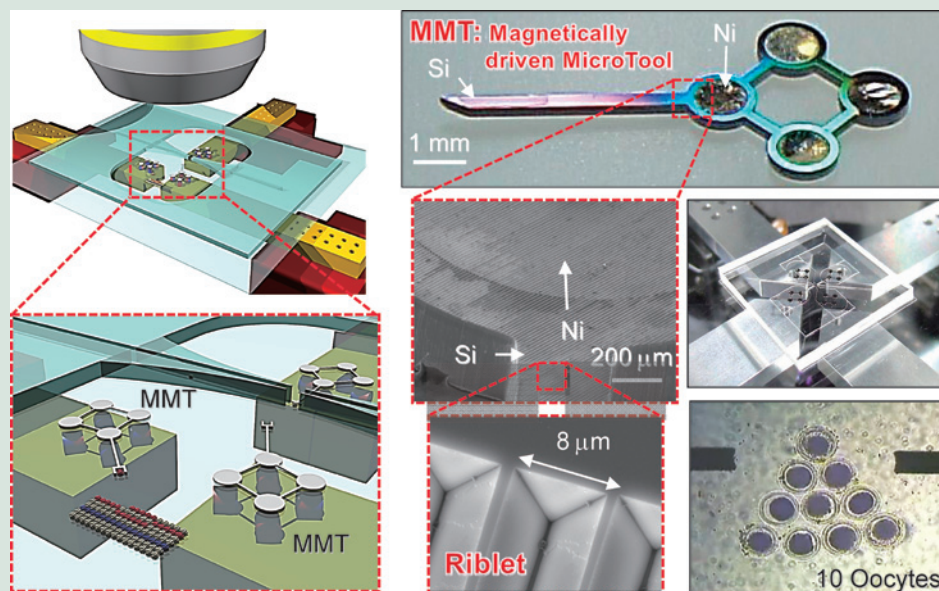 MMT: Magnetically
driven MicroTool
Ni
Si
1 mm
Ni
Si
200 µm
MMT
MMT
8 µm
Riblet
10 Oocytes